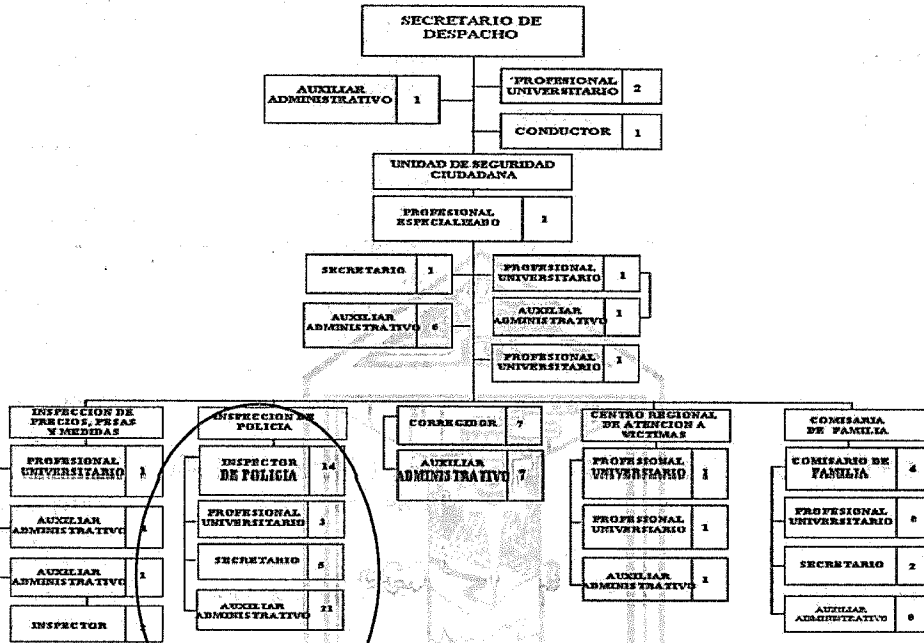 SECRETARIO DE
DESPACHO
AUXILIAR
ADMINISTRATIVO 1
PROFESIONAL
UNIVERSITARIO 2
CONDUCTOR 1
UNIDAD DE SEGURIDAD
CIUDADANA
PROFESIONAL
ESPECIALIZADO
SECRETARIO 1
PROFESIONAL
UNIVERSITARIO 1
AUXILIAR
ADMINISTRATIVO 6
AUXILIAR
ADMINISTRATIVO 1
PROFESIONAL
UNIVERSITARIO 1
INSPECCION DE
PRECIOS, PESAS
Y MEDIDAS
PROFESIONAL
UNIVERSITARIO 1
AUXILIAR
ADMINISTRATIVO
AUXILIAR
ADMINISTRATIVO 1
INSPECTOR
INSPECCION DE
POLICIA
INSPECTOR
DE POLICIA 14
PROFESIONAL
UNIVERSITARIO 3
SECRETARIO
AUXILIAR
ADMINISTRATIVO 21
CORREGIDOR 7
AUXILIAR
ADMINISTRATIVO 7
CENTRO REGIONAL
DE ATENCION A
VICTIMAS
PROFESIONAL
UNIVERSITARIO 1
PROFESIONAL
UNIVERSITARIO 1
AUXILIAR
ADMINISTRATIVO 1
COMISARIA
DE FAMILIA
COMISARIO DE
FAMILIA
PROFESIONAL
UNIVERSITARIO
SECRETARIO 2
AUXILIAR
ADMINISTRATIVO